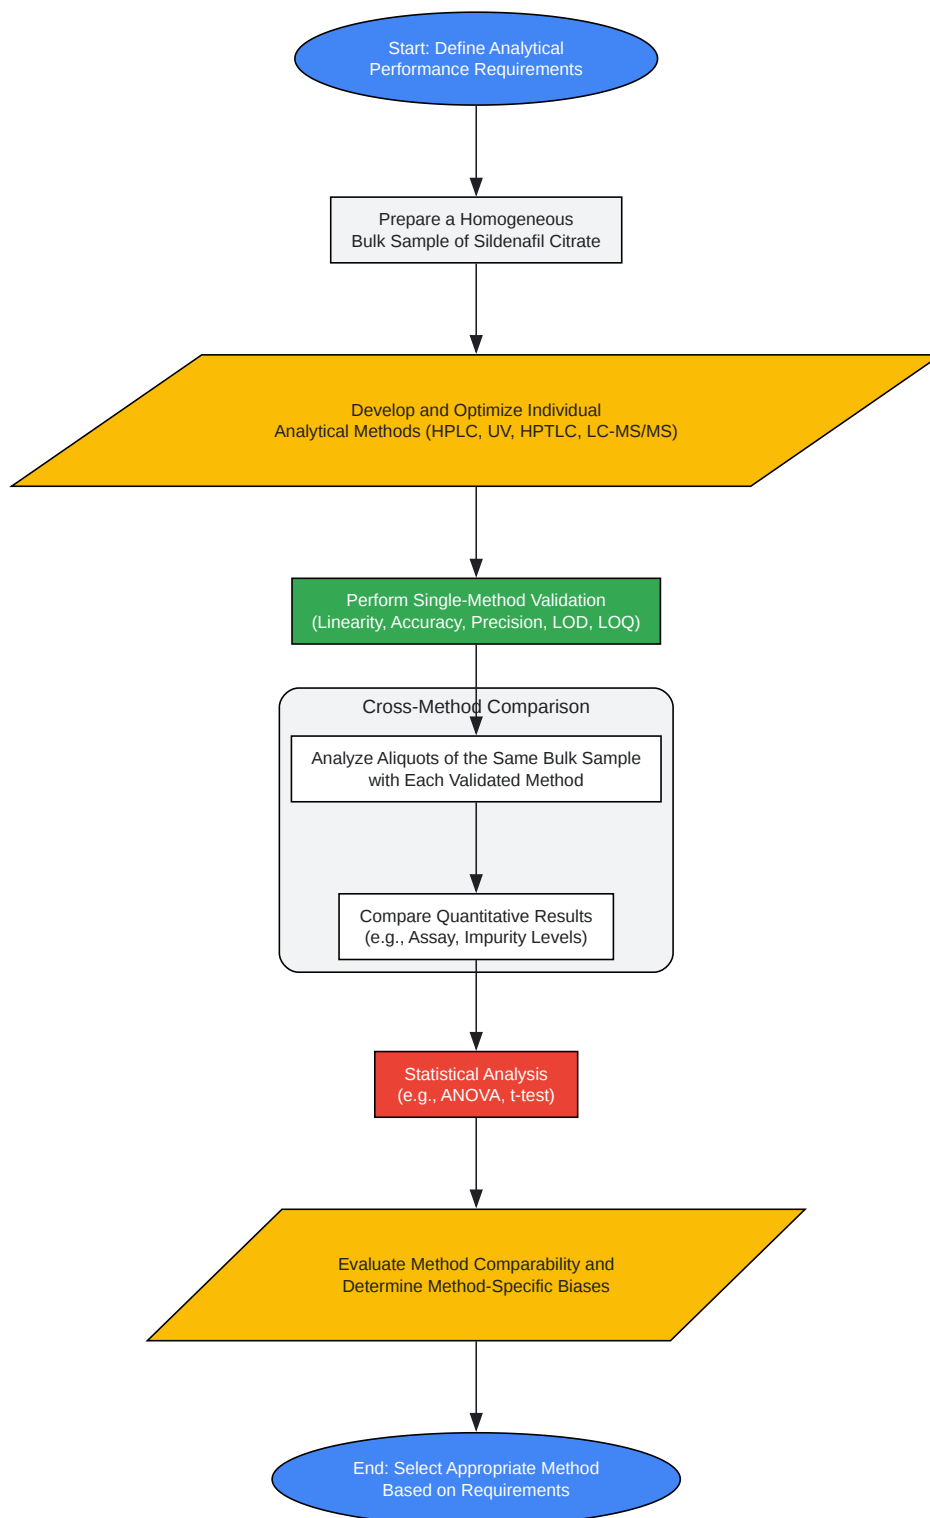 Start: Define Analytical
Performance Requirements
Prepare a Homogeneous
Bulk Sample of Sildenafil Citrate
Develop and Optimize Individual
Analytical Methods (HPLC, UV, HPTLC, LC-MS/MS)
Perform Single-Method Validation
(Linearity, Accuracy, Precision, LOD, LOQ)
Cross-Method Comparison
Analyze Aliquots of the Same Bulk Sample
with Each Validated Method
Compare Quantitative Results
(e.g., Assay, Impurity Levels)
Statistical Analysis
(e.g., ANOVA, t-test)
Evaluate Method Comparability and
Determine Method-Specific Biases
End: Select Appropriate Method
Based on Requirements